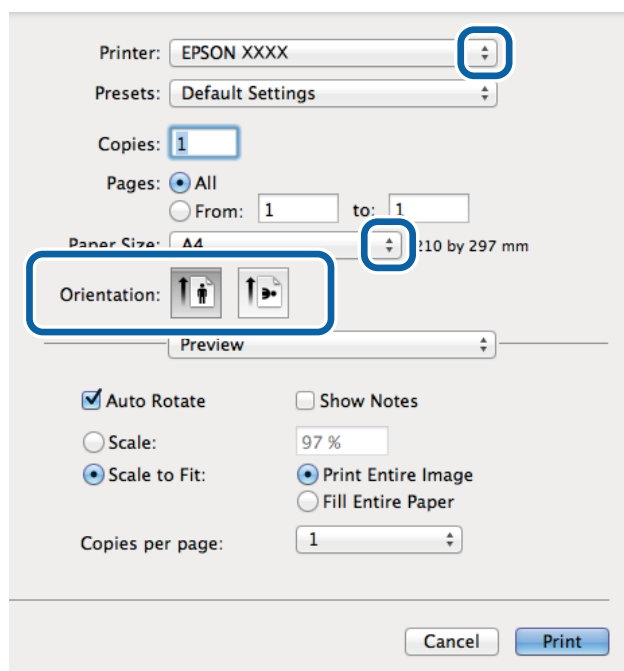 Printer: EPSON XXXX
Presets: Default Settings
Copies: 1
Pages: All
From: 1 to: 1
Paper Size: A4 210 by 297 mm
Orientation:
Preview
Auto Rotate Show Notes
Scale: 97 %
Scale to Fit: Print Entire Image
Fill Entire Paper
Copies per page: 1
Cancel Print